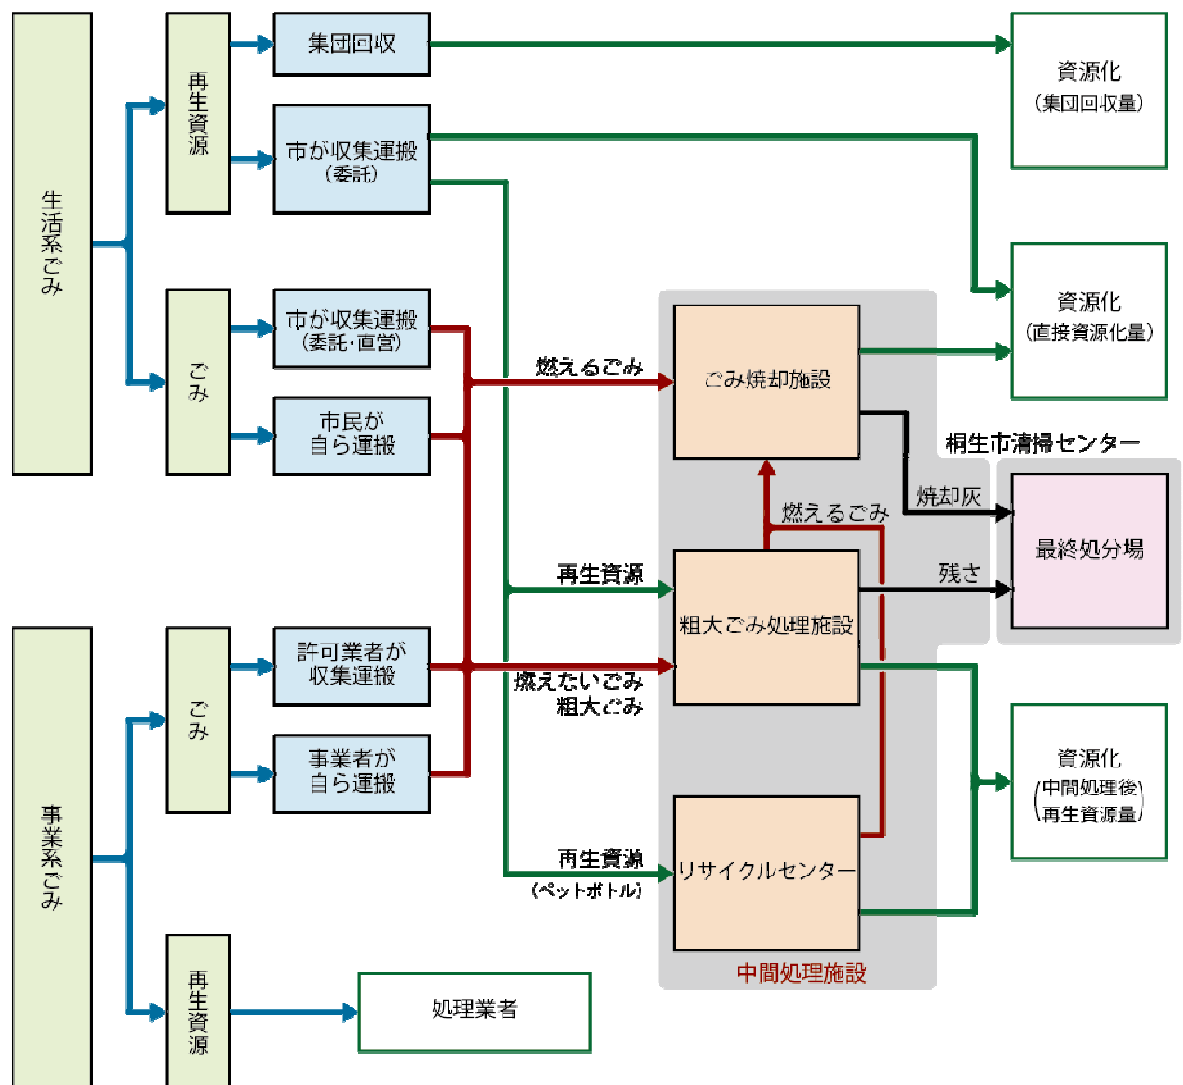 生活系ごみ
再生資源
集団回収
市が収集運搬
（委託）
ごみ
市が収集運搬
（委託・直営）
市民が
自ら運搬
事業系ごみ
ごみ
許可業者が
収集運搬
事業者が
自ら運搬
再生資源
処理業者
燃えるごみ
再生資源
燃えたいごみ
粗大ごみ
再生資源
（ペットボトル）
ごみ焼却施設
燃えるごみ
粗大ごみ処理施設
リサイクルセンター
中間処理施設
焼却灰
残さ
桐生市清掃センター
最終処分場
資源化
（集団回収量）
資源化
（直接資源化量）
資源化
（中間処理後
再生資源量）